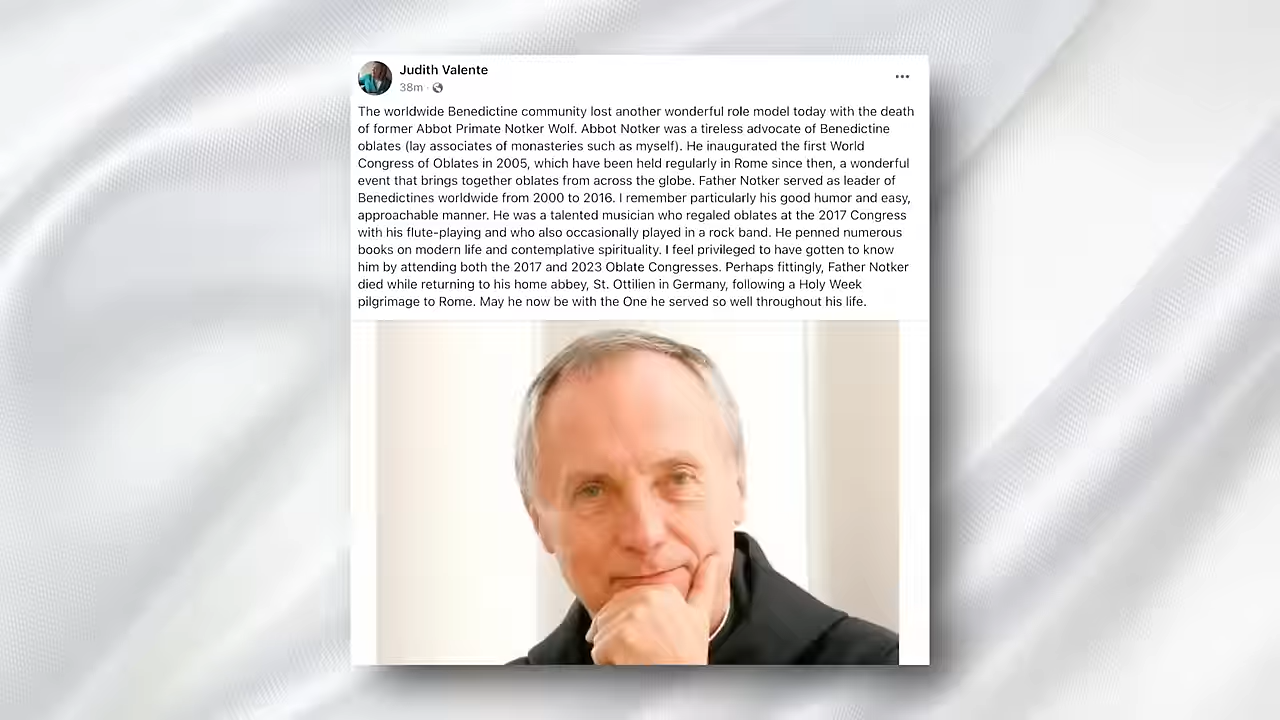 Judith Valente
38m ·
The worldwide Benedictine community lost another wonderful role model today with the death
of former Abbot Primate Notker Wolf. Abbot Notker was a tireless advocate of Benedictine
oblates (lay associates of monasteries such as myself). He inaugurated the first World
Congress of Oblates in 2005, which have been held regularly in Rome since then, a wonderful
event that brings together oblates from across the globe. Father Notker served as leader of
Benedictines worldwide from 2000 to 2016. I remember particularly his good humor and easy,
approachable manner. He was a talented musician who regaled oblates at the 2017 Congress
with his flute-playing and who also occasionally played in a rock band. He penned numerous
books on modern life and contemplative spirituality. I feel privileged to have gotten to know
him by attending both the 2017 and 2023 Oblate Congresses. Perhaps fittingly, Father Notker
died while returning to his home abbey, St. Ottilien in Germany, following a Holy Week
pilgrimage to Rome. May he now be with the One he served so well throughout his life.